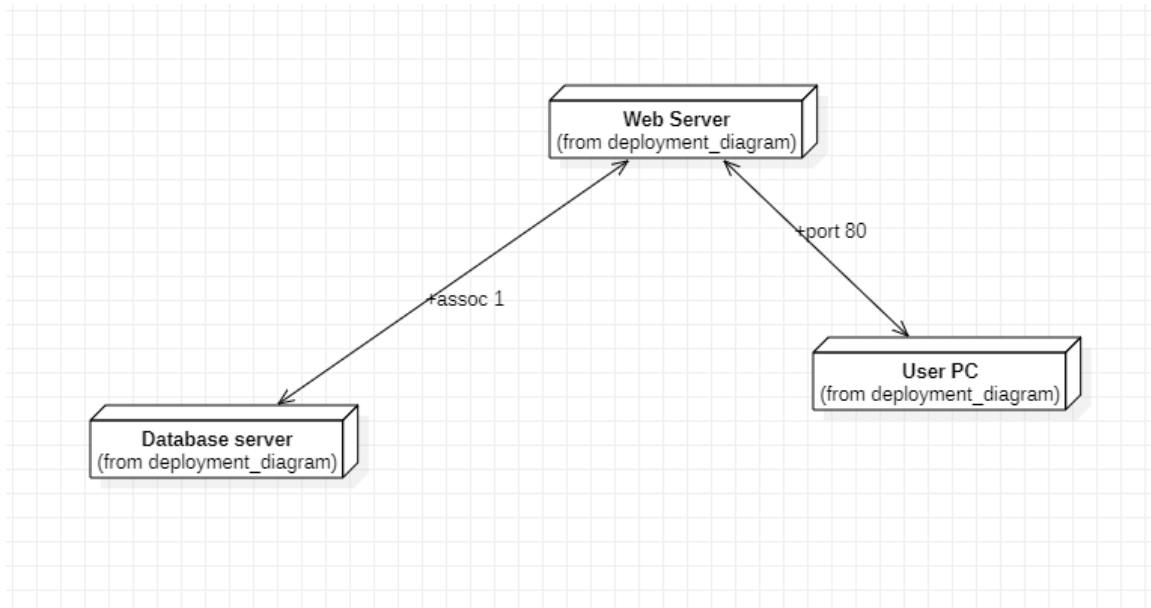 Web Server
(from deployment_diagram)
+port 80
+assoc 1
User PC
(from deployment_diagram)
Database server
(from deployment_diagram)